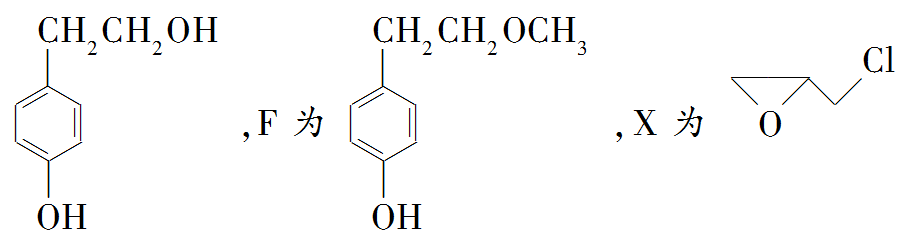 CH₂CH₂OH
CH₂CH₂OCH₃
Cl
,F 为
,X 为
O
OH
OH